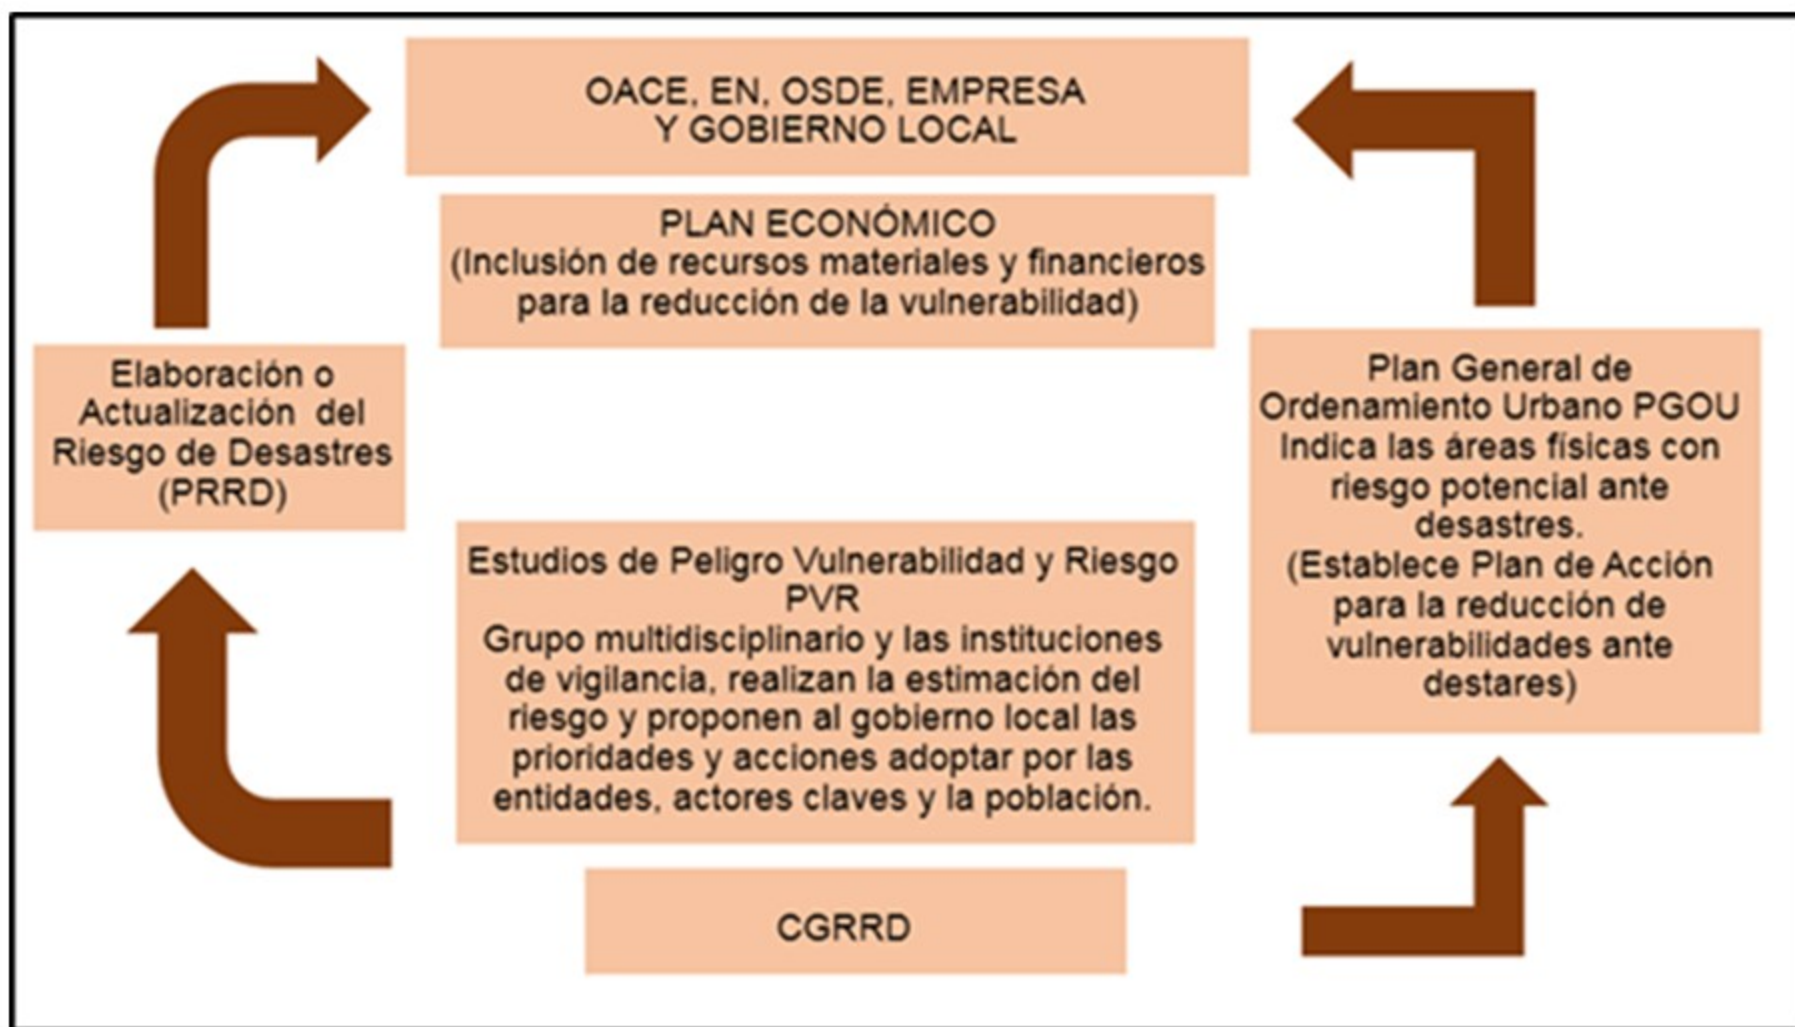 OACE, EN, OSDE, EMPRESA
Y GOBIERNO LOCAL
PLAN ECONÓMICO
(Inclusión de recursos materiales y financieros
para la reducción de la vulnerabilidad)
Elaboración o
Actualización del
Riesgo de Desastres
(PRRD)
Plan General de
Ordenamiento Urbano PGOU
Indica las áreas físicas con
riesgo potencial ante
desastres.
(Establece Plan de Acción
para la reducción de
vulnerabilidades ante
destares)
Estudios de Peligro Vulnerabilidad y Riesgo
PVR
Grupo multidisciplinario y las instituciones
de vigilancia, realizan la estimación del
riesgo y proponen al gobierno local las
prioridades y acciones adoptar por las
entidades, actores claves y la población.
CGRRD